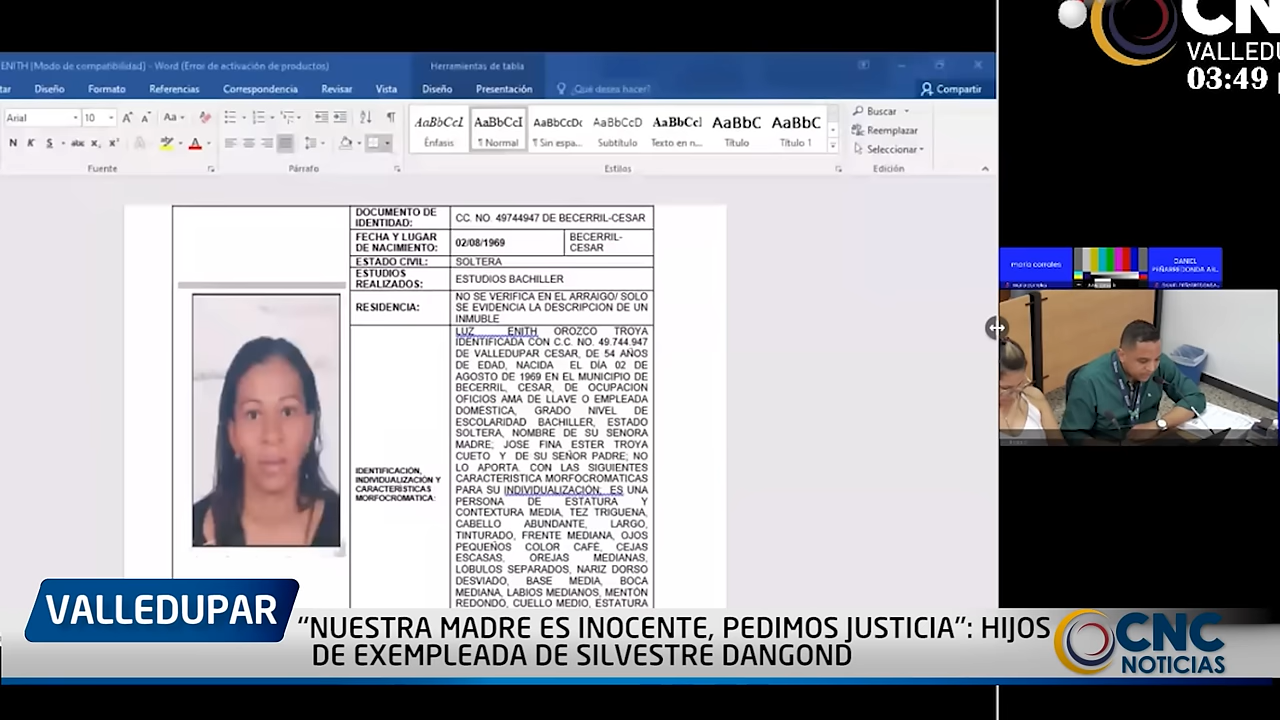 ENITH [Modo de compatibilidad] - Word (Error de activación de productos)
Herramientas de tabla
Diseño Formato Referencias Correspondencia Revisar Vista Diseño Presentación ¿Qué desea hacer? Compartir
Arial 10
AaBbCcI AaBbCcI AaBbCcDc AaBbCcD AaBbCcl AaBbC AaBbC
Énfasis ¶ Normal ¶ Sin espa... Subtítulo Texto en n... Título Título 1
Buscar
Reemplazar
Seleccionar
Fuente Párrafo Estilos Edición
DOCUMENTO DE IDENTIDAD:
CC. NO. 49744947 DE BECERRIL-CESAR
FECHA Y LUGAR DE NACIMIENTO:
02/08/1969
BECERRIL-
CESAR
ESTADO CIVIL:
SOLTERA
ESTUDIOS
REALIZADOS:
ESTUDIOS BACHILLER
RESIDENCIA:
NO SE VERIFICA EN EL ARRAIGO/ SOLO
SE EVIDENCIA LA DESCRIPCION DE UN
INMUBLE
IDENTIFICACIÓN,
INDIVIDUALIZACIÓN Y
CARACTERÍSTICAS
MORFOCROMATICA:
LUZ ENITH OROZCO TROYA
IDENTIFICADA CON C.C. NO. 49.744.947
DE VALLEDUPAR CESAR, DE 54 AÑOS
DE EDAD, NACIDA EL DÍA 02 DE
AGOSTO DE 1969 EN EL MUNICIPIO DE
BECERRIL, CESAR, DE OCUPACION
OFICIOS AMA DE LLAVE O EMPLEADA
DOMÉSTICA, GRADO NIVEL DE
ESCOLARIDAD BACHILLER, ESTADO
SOLTERA, NOMBRE DE SU SEÑORA
MADRE; JOSE FINA ESTER TROYA
CUETO Y DE SU SEÑOR PADRE; NO
LO APORTA. CON LAS SIGUIENTES
CARACTERISTICA MORFOCROMATICAS
PARA SU INDIVIDUALIZACIÓN: ES UNA
PERSONA DE ESTATURA Y
CONTEXTURA MEDIA, TEZ TRIGUEÑA,
CABELLO ABUNDANTE, LARGO,
TINTURADO, FRENTE MEDIANA, OJOS
PEQUEÑOS COLOR CAFÉ, CEJAS
ESCASAS, OREJAS MEDIANAS,
LOBULOS SEPARADOS, NARIZ DORSO
DESVIADO, BASE MEDIA, BOCA
MEDIANA, LABIOS MEDIANOS, MENTÓN
REDONDO, CUELLO MEDIO, ESTATURA
CN
VALLEDU
03:49
maria corrales
DANIEL
PEÑARREDONDA AR...
VALLEDUPAR
“NUESTRA MADRE ES INOCENTE, PEDIMOS JUSTICIA”: HIJOS
DE EXEMPLEADA DE SILVESTRE DANGOND
CNC
NOTICIAS